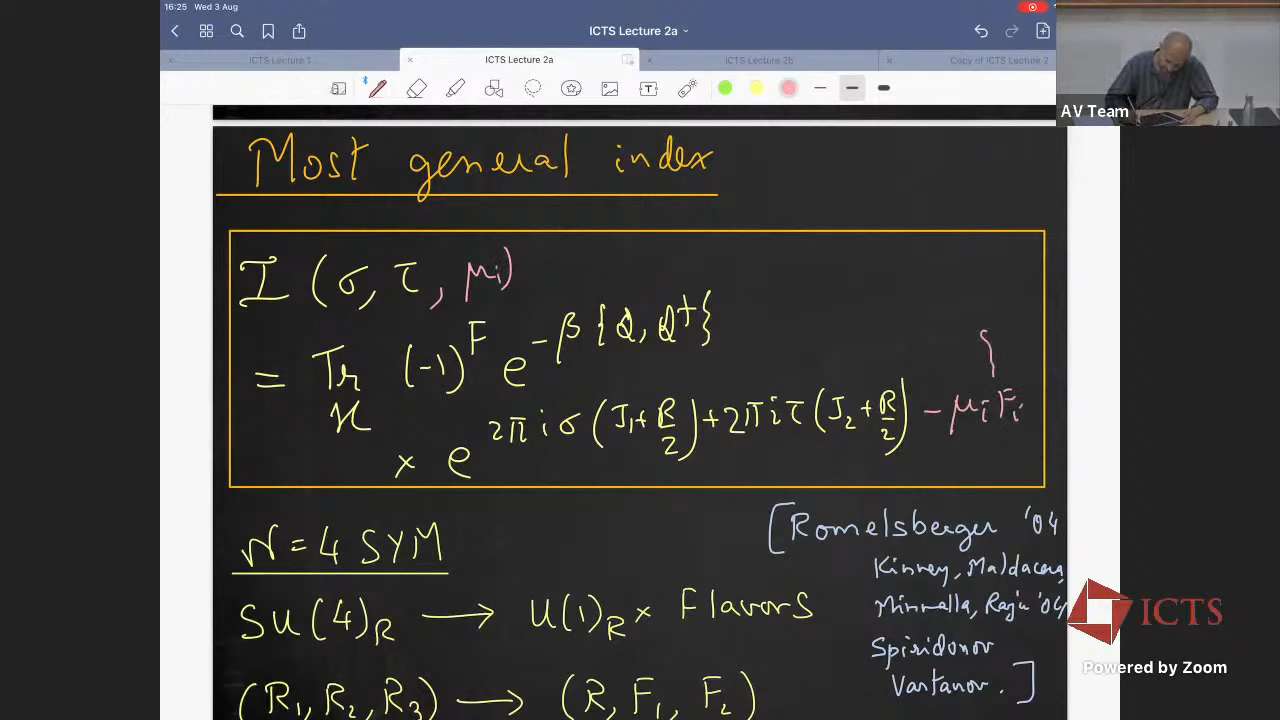 16:25 Wed 3 Aug
ICTS Lecture 2a
ICTS Lecture 1
ICTS Lecture 2a
ICTS Lecture 2b
Copy of ICTS Lecture 2
AV Team
Most general index
I (σ, τ, μi)
= Tr_H (-1)^F e^{-β {Q, Q†}}
× e^{2πiσ(J1+R/2)+2πiτ(J2+R/2) - μiFi}
N=4 SYM
[Romelsberger '04
Kinney, Maldacena,
Minwalla, Raju '04,
Spiridonov
Vartanov.]
SU(4)R → U(1)R × Flavors
(R1, R2, R3) → (R, F1, F2)
ICTS
Powered by Zoom